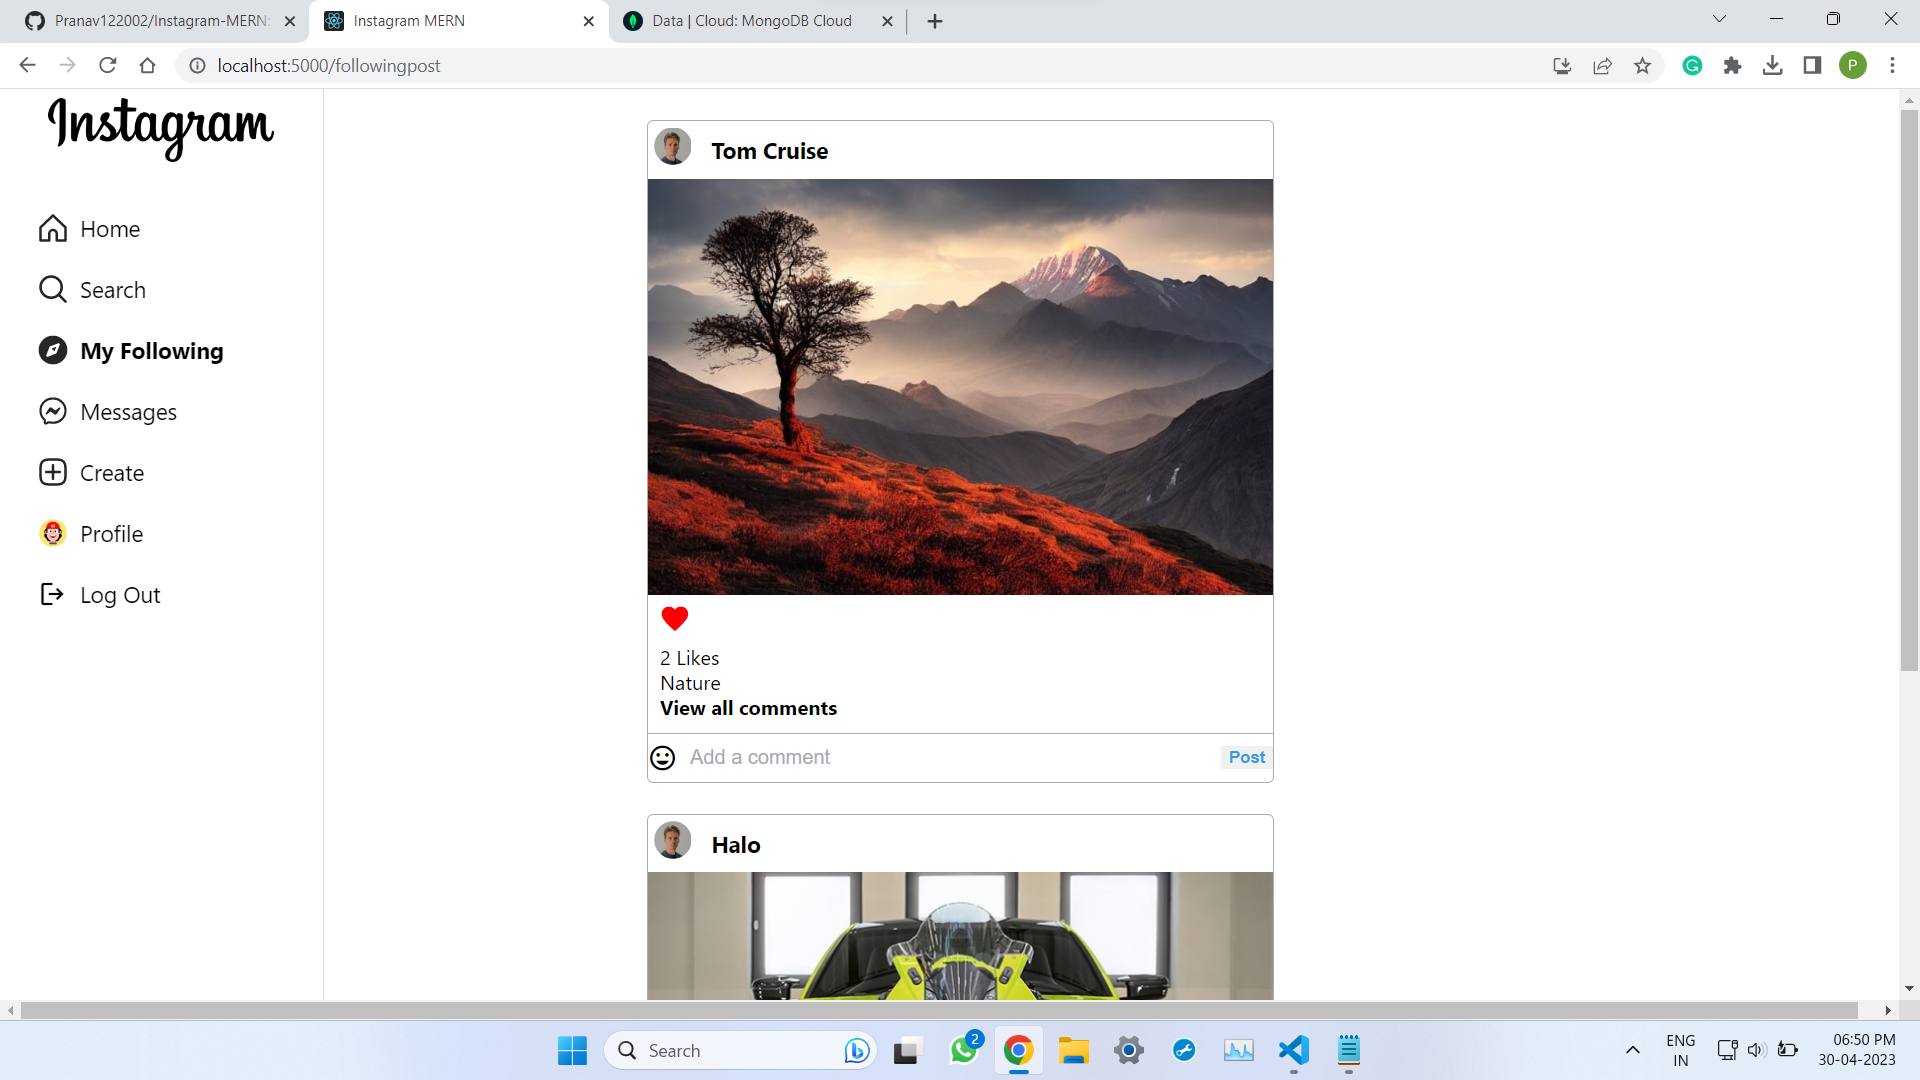 Pranav122002/Instagram-MERN:
Instagram MERN
Data | Cloud: MongoDB Cloud
localhost:5000/followingpost
P
Instagram
Home
Search
My Following
Messages
Create
Profile
Log Out
Tom Cruise
2 Likes
Nature
View all comments
Add a comment
Post
Halo
Search
2
ENG
IN
06:50 PM
30-04-2023